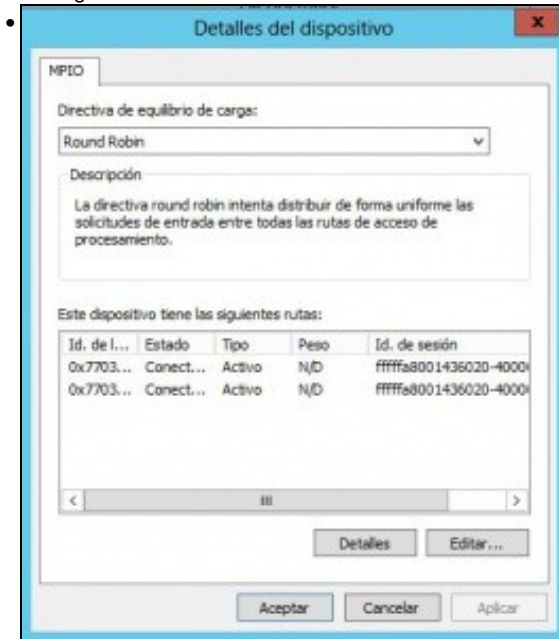 Detalles del dispositivo
x
MPIO
Directiva de equilibrio de carga:
Round Robin
Descripción
La directiva round robin intenta distribuir de forma uniforme las
solicitudes de entrada entre todas las rutas de acceso de
procesamiento.
Este dispositivo tiene las siguientes rutas:
Id. de l... Estado Tipo Peso Id. de sesión
0x7703... Conect... Activo N/D fffffa8001436020-4000
0x7703... Conect... Activo N/D fffffa8001436020-4000
Detalles Editar...
Aceptar Cancelar Aplicar